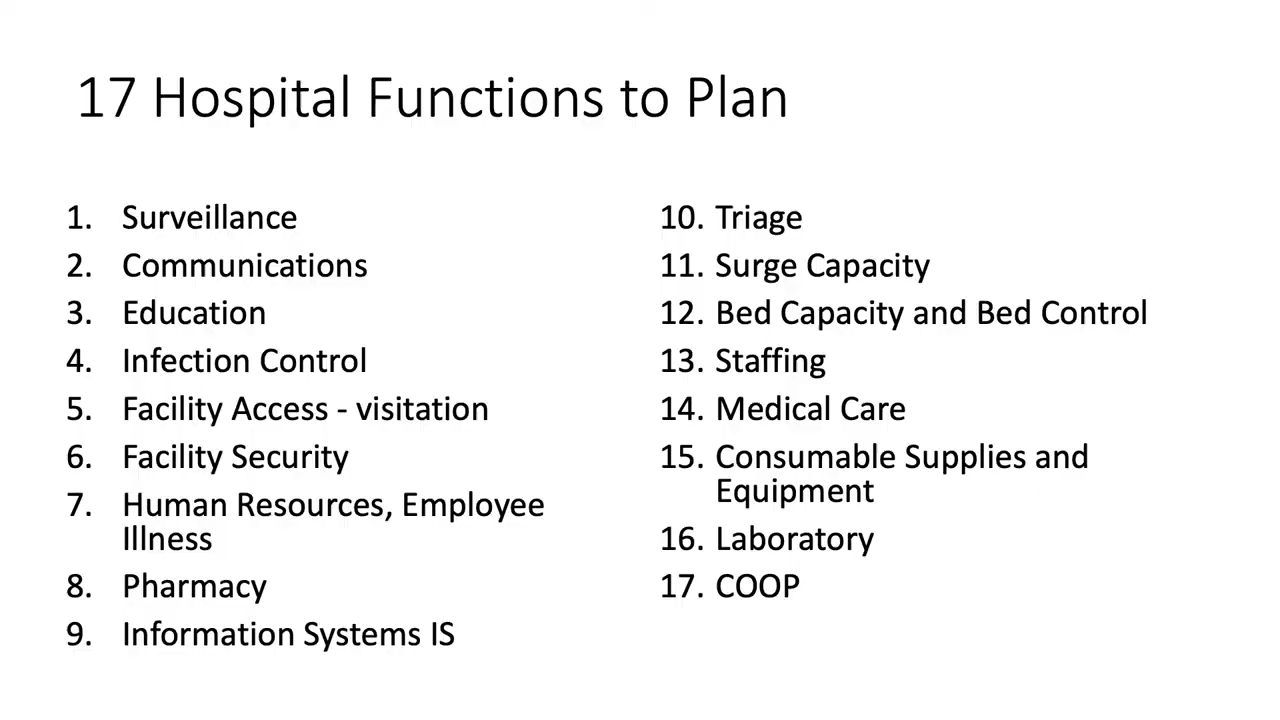 17 Hospital Functions to Plan
1. Surveillance
2. Communications
3. Education
4. Infection Control
5. Facility Access - visitation
6. Facility Security
7. Human Resources, Employee
Illness
8. Pharmacy
9. Information Systems IS
10. Triage
11. Surge Capacity
12. Bed Capacity and Bed Control
13. Staffing
14. Medical Care
15. Consumable Supplies and
Equipment
16. Laboratory
17. COOP